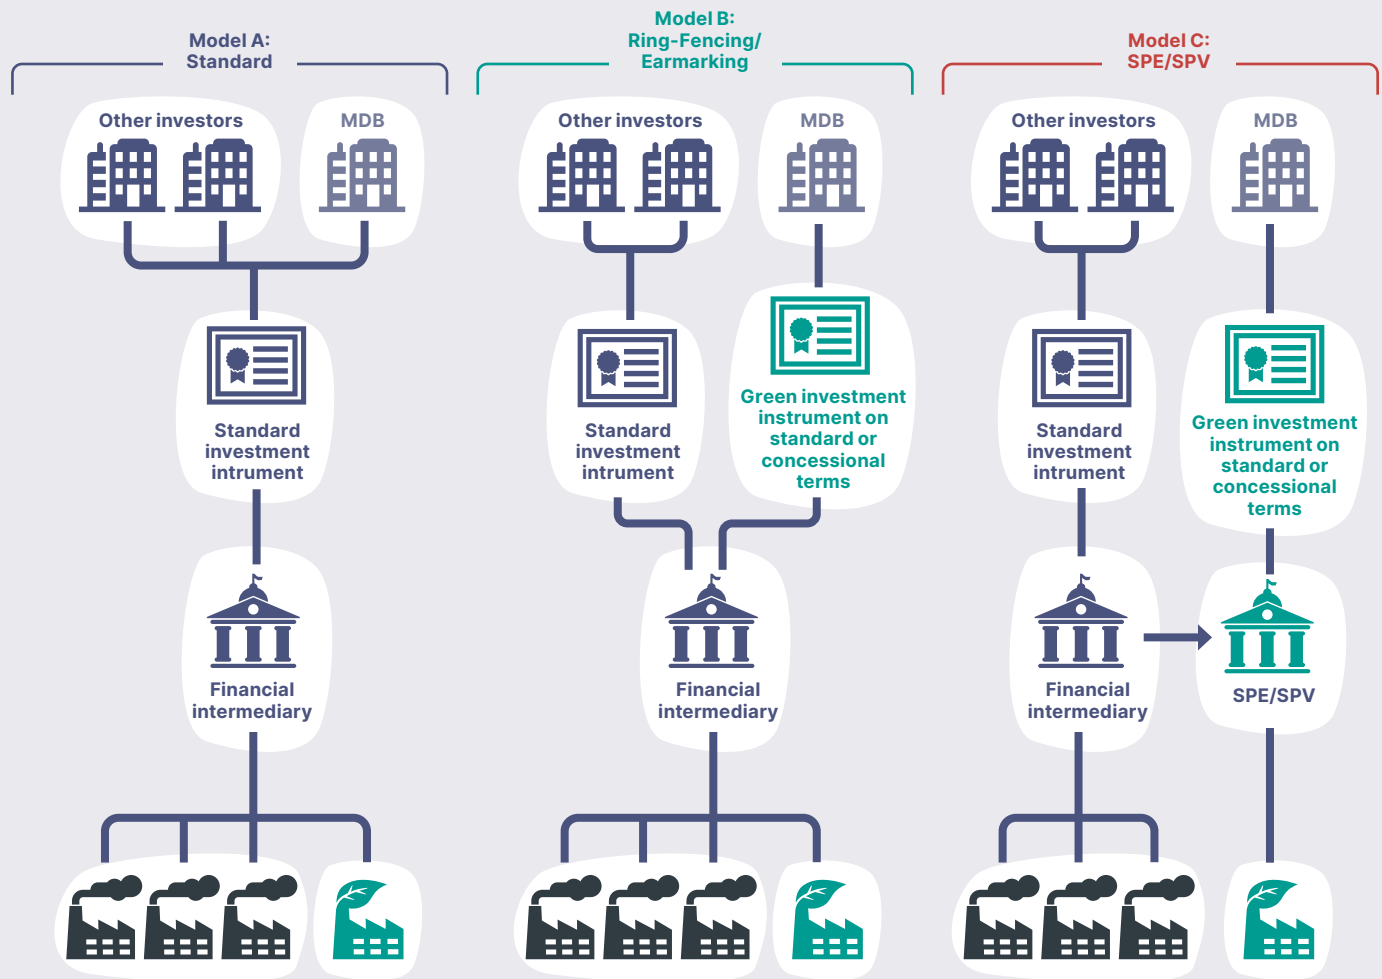 Model A:
Standard
Other investors
MDB
Standard
investment
intrument
Financial
intermediary
Model B:
Ring-Fencing/
Earmarking
Other investors
MDB
Standard
investment
intrument
Green investment
instrument on
standard or
concessional
terms
Financial
intermediary
Model C:
SPE/SPV
Other investors
MDB
Standard
investment
intrument
Green investment
instrument on
standard or
concessional
terms
Financial
intermediary
SPE/SPV